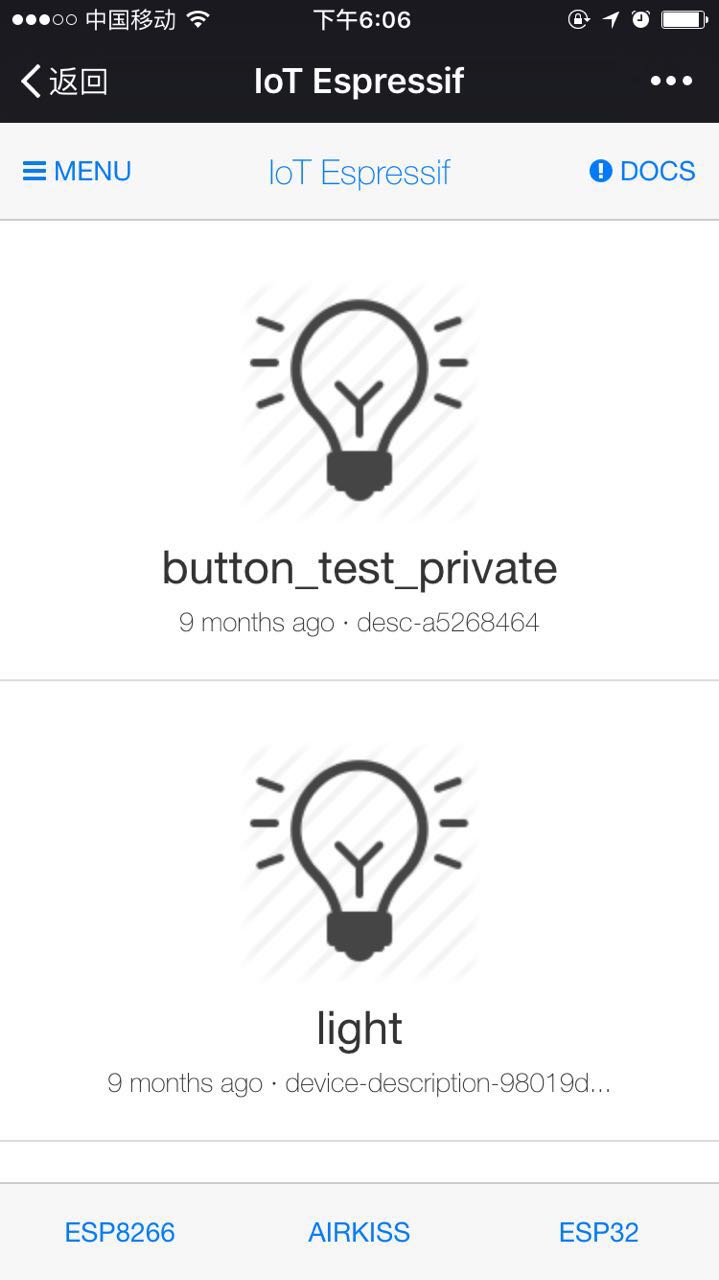 中国移动 下午6:06
返回 IoT Espressif
MENU IoT Espressif DOCS
button_test_private
9 months ago · desc-a5268464
light
9 months ago · device-description-98019d...
ESP8266 AIRKISS ESP32